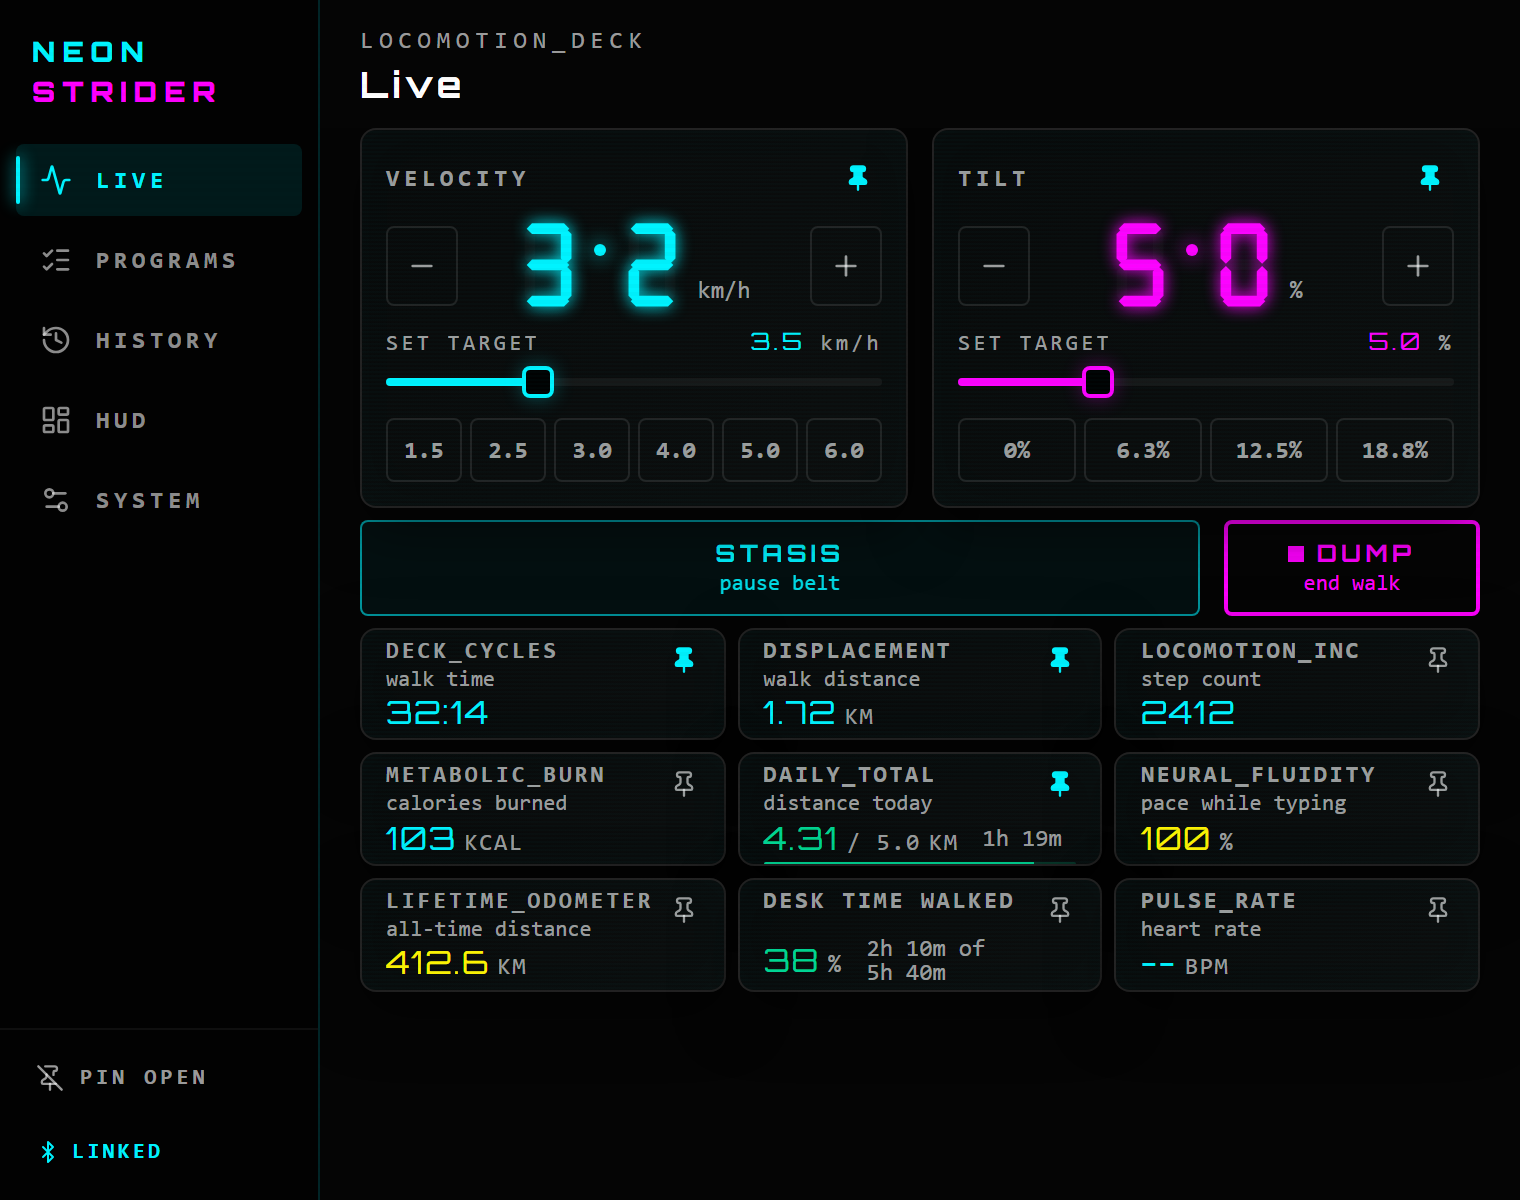 NEON
STRIDER
LIVE
PROGRAMS
HISTORY
HUD
SYSTEM
PIN OPEN
LINKED
LOCOMOTION_DECK
Live
VELOCITY
3.2 km/h
SET TARGET 3.5 km/h
1.5 2.5 3.0 4.0 5.0 6.0
TILT
5.0 %
SET TARGET 5.0 %
0% 6.3% 12.5% 18.8%
STASIS
pause belt
DUMP
end walk
DECK_CYCLES
walk time
32:14
DISPLACEMENT
walk distance
1.72 KM
LOCOMOTION_INC
step count
2412
METABOLIC_BURN
calories burned
103 KCAL
DAILY_TOTAL
distance today
4.31 / 5.0 KM 1h 19m
NEURAL_FLUIDITY
pace while typing
100 %
LIFETIME_ODOMETER
all-time distance
412.6 KM
DESK TIME WALKED
38 % 2h 10m of
5h 40m
PULSE_RATE
heart rate
-- BPM